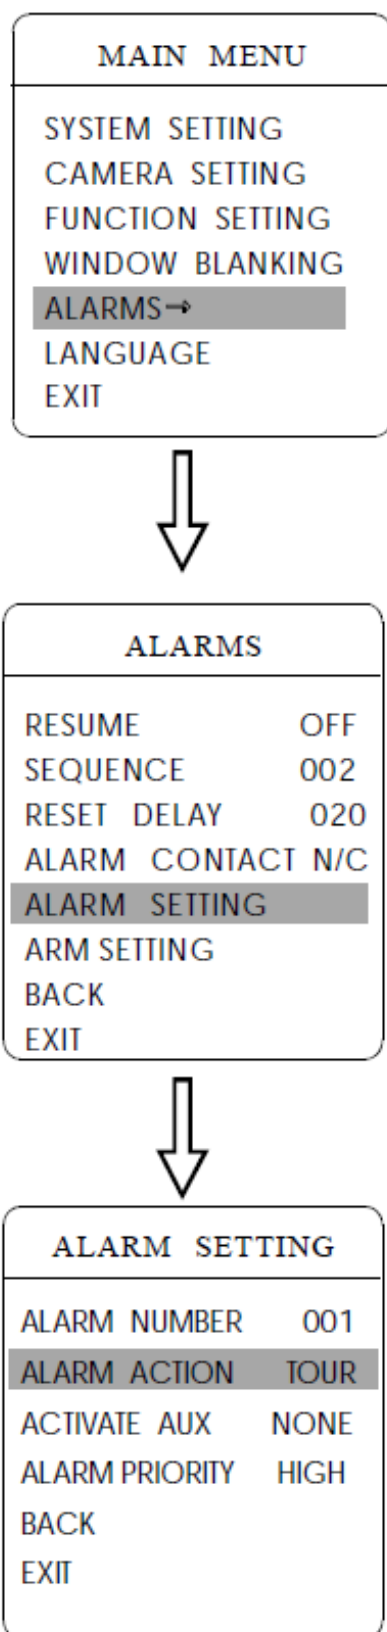 MAIN MENU
SYSTEM SETTING
CAMERA SETTING
FUNCTION SETTING
WINDOW BLANKING
ALARMS→
LANGUAGE
EXIT
ALARMS
RESUME OFF
SEQUENCE 002
RESET DELAY 020
ALARM CONTACT N/C
ALARM SETTING
ARM SETTING
BACK
EXIT
ALARM SETTING
ALARM NUMBER 001
ALARM ACTION TOUR
ACTIVATE AUX NONE
ALARM PRIORITY HIGH
BACK
EXIT